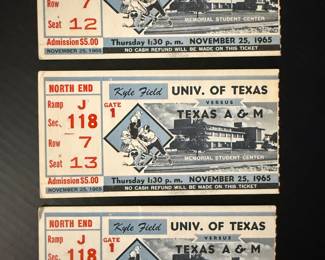 Row 7
MEMORIAL STUDENT CENTER
Seat 12
Admission $5.00
Thursday 1:30 p. m. NOVEMBER 25, 1965
NOVEMBER 25, 1965
NO CASH REFUND WILL BE MADE ON THIS TICKET
NORTH END
Kyle Field
UNIV. OF TEXAS
Ramp J
GATE 1
VERSUS
Sec. 118
TEXAS A & M
Row 7
MEMORIAL STUDENT CENTER
Seat 13
Admission $5.00
Thursday 1:30 p. m. NOVEMBER 25, 1965
NOVEMBER 25, 1965
NO CASH REFUND WILL BE MADE ON THIS TICKET
NORTH END
Kyle Field
UNIV. OF TEXAS
Ramp J
GATE 1
VERSUS
Sec. 118
TEXAS A & M